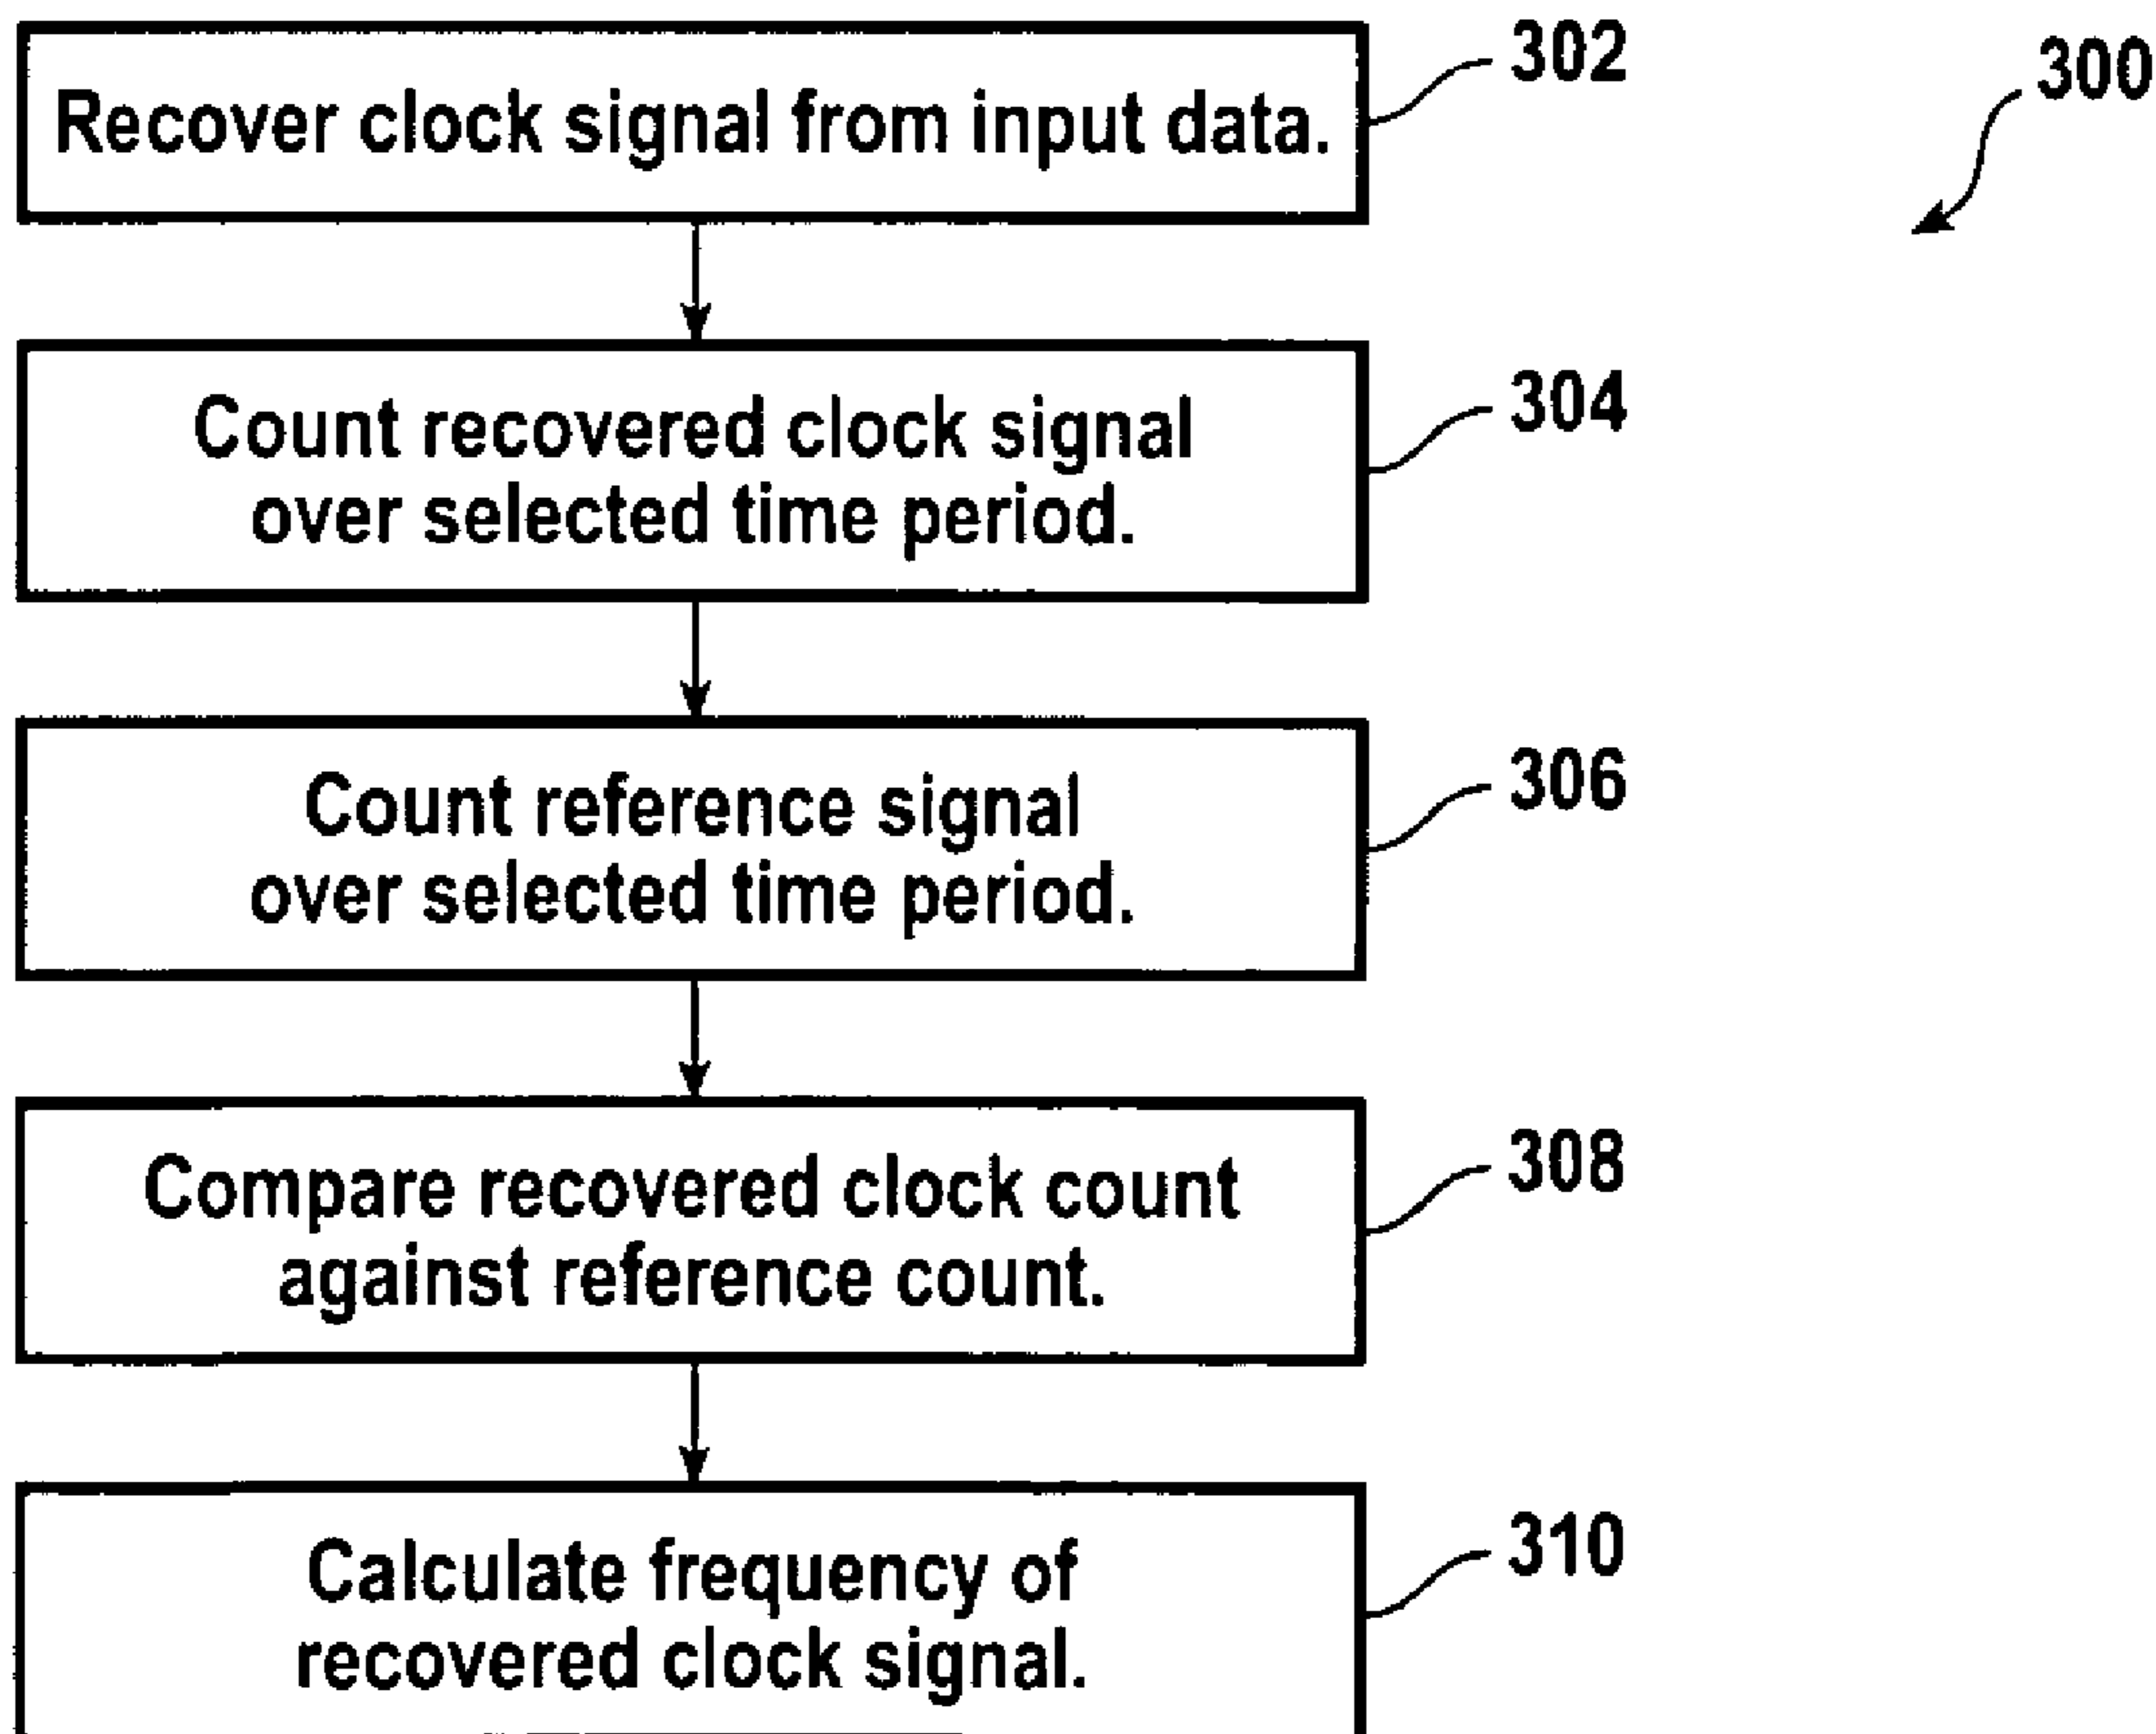 Recover clock signal from input data.
302
300
Count recovered clock signal
over selected time period.
304
Count reference signal
over selected time period.
306
Compare recovered clock count
against reference count.
308
Calculate frequency of
recovered clock signal.
310